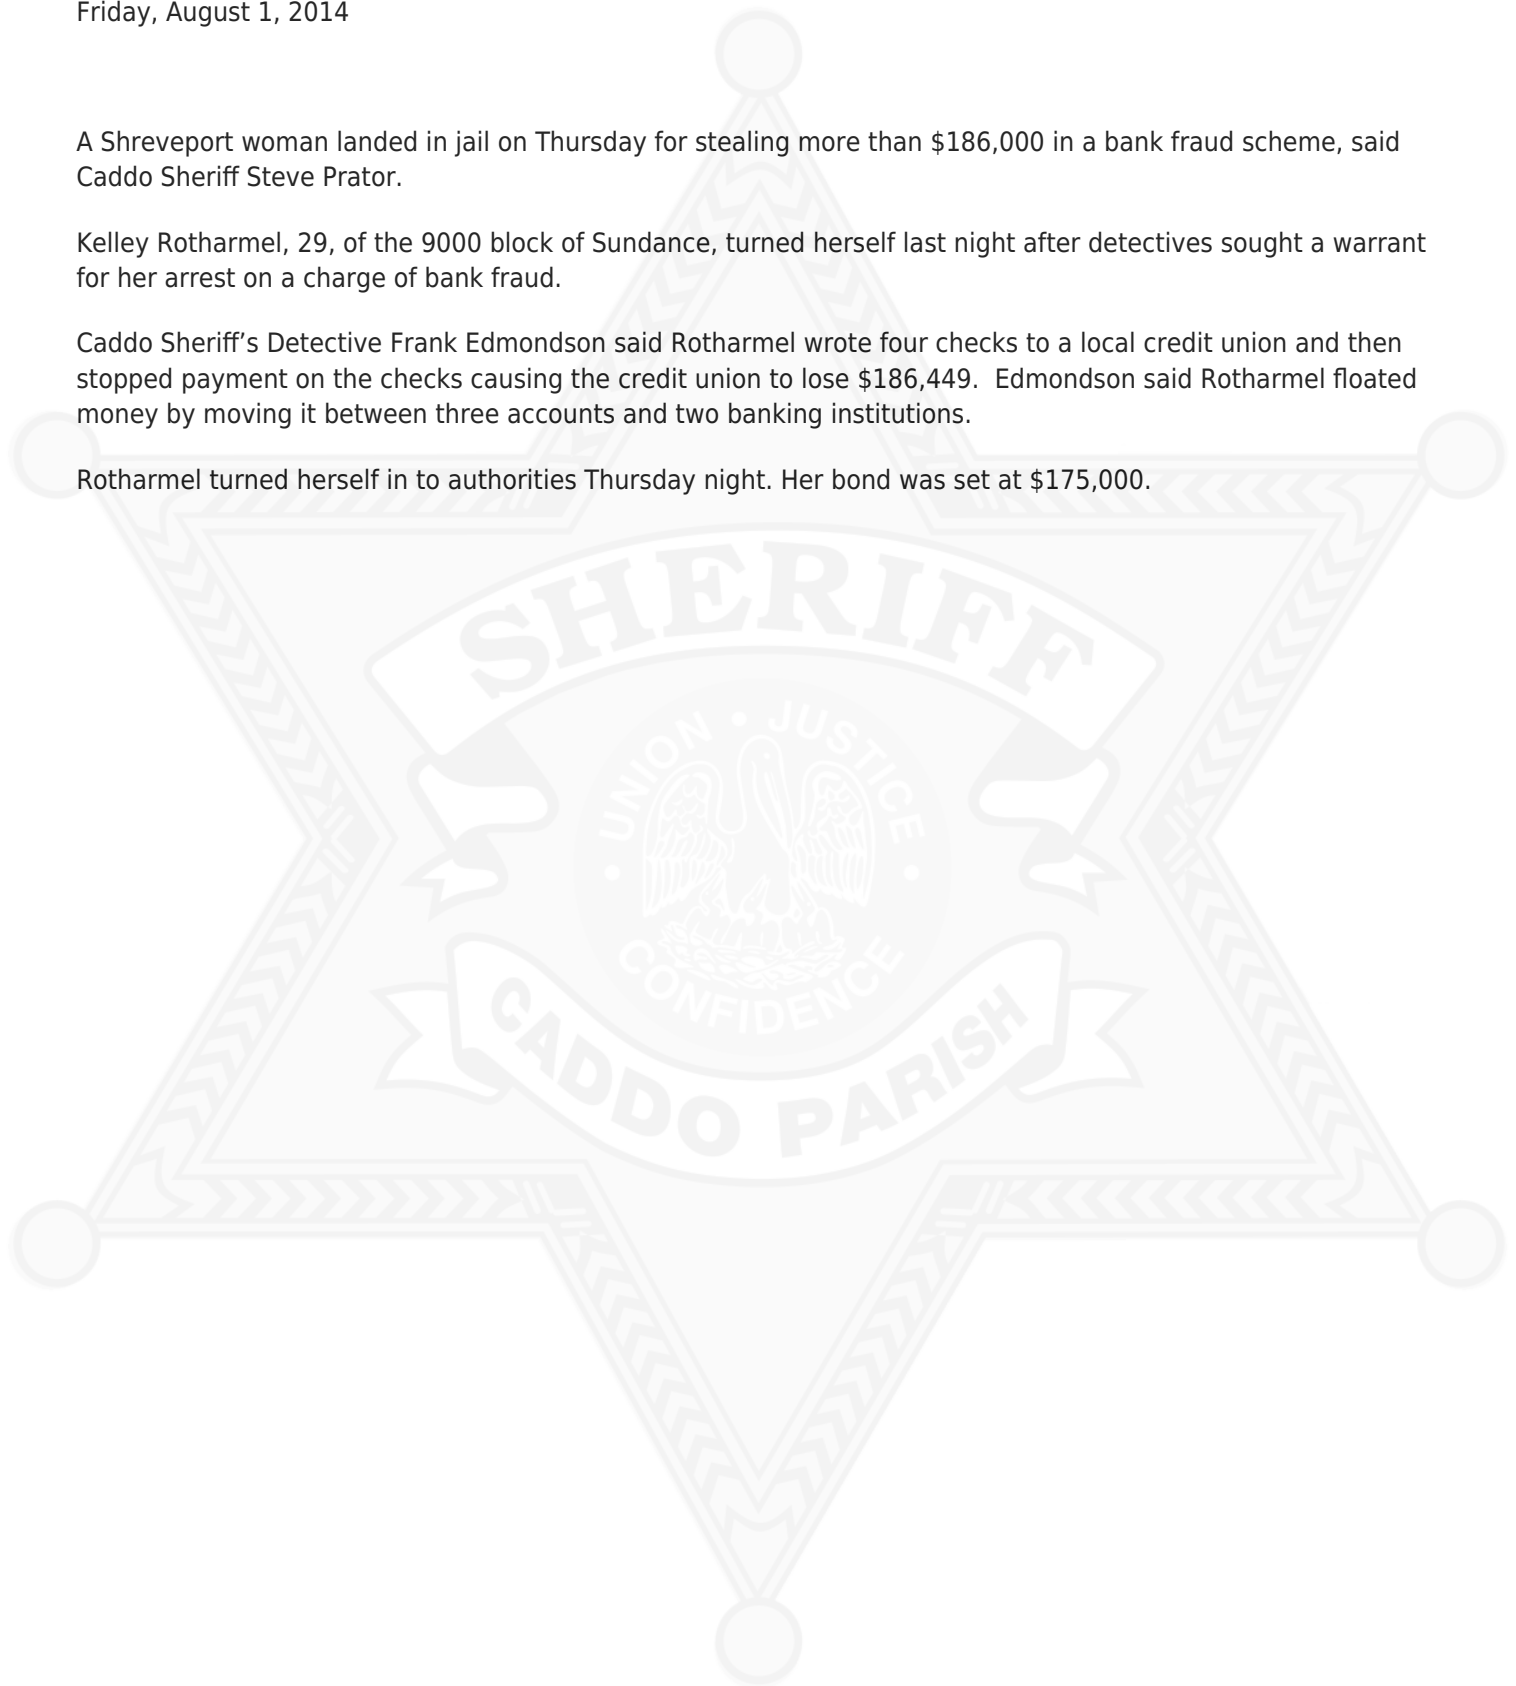 Friday, August 1, 2014
A Shreveport woman landed in jail on Thursday for stealing more than $186,000 in a bank fraud scheme, said
Caddo Sheriff Steve Prator.
Kelley Rotharmel, 29, of the 9000 block of Sundance, turned herself last night after detectives sought a warrant
for her arrest on a charge of bank fraud.
Caddo Sheriff’s Detective Frank Edmondson said Rotharmel wrote four checks to a local credit union and then
stopped payment on the checks causing the credit union to lose $186,449.  Edmondson said Rotharmel floated
money by moving it between three accounts and two banking institutions.
Rotharmel turned herself in to authorities Thursday night. Her bond was set at $175,000.
SHERIFF
UNION • JUSTICE
• CONFIDENCE •
CADDO PARISH